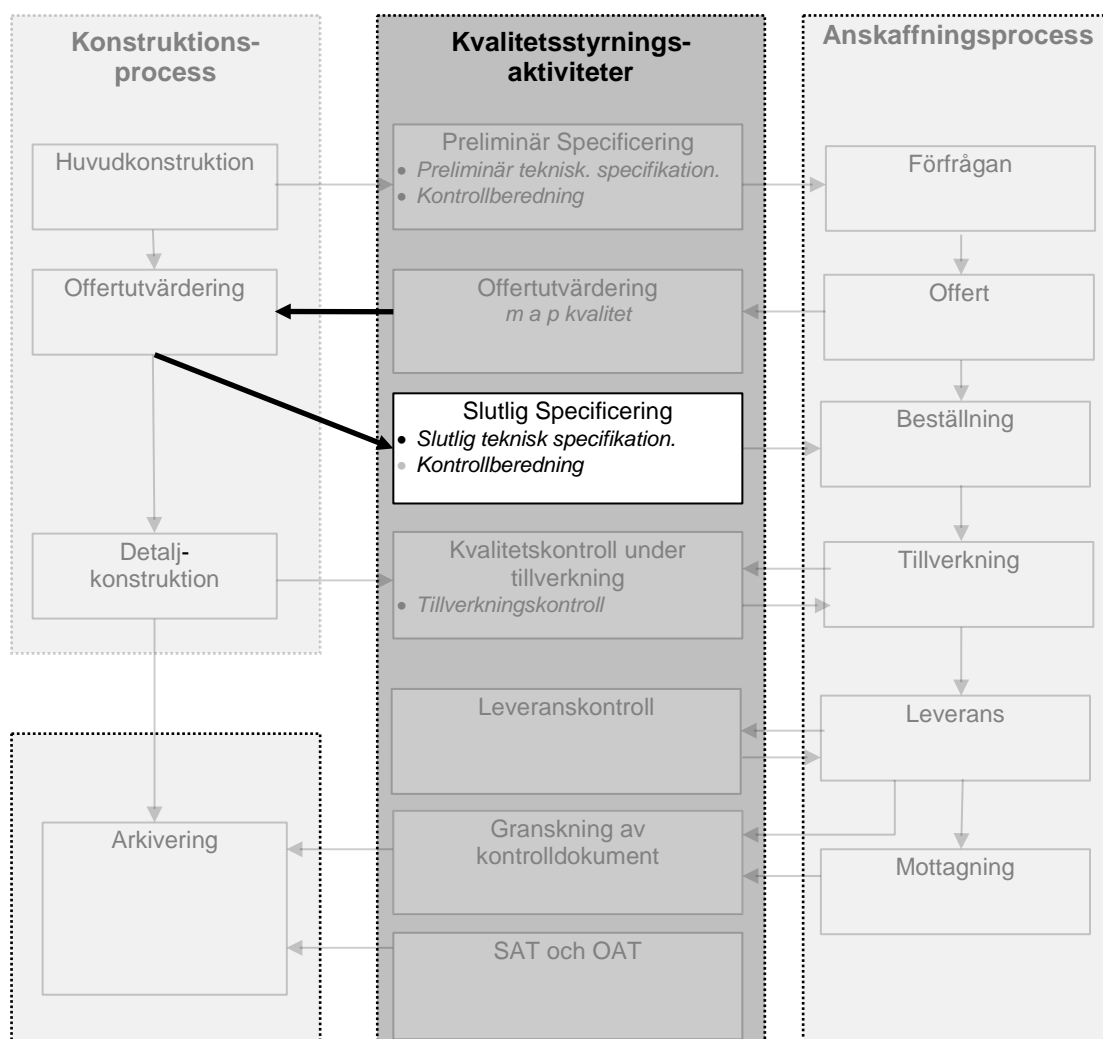 Konstruktions-
process
Huvudkonstruktion
Offertutvärdering
Detalj-
konstruktion
Arkivering
Kvalitetsstyrnings-
aktiviteter
Preliminär Specificering
• Preliminär teknisk. specifikation.
• Kontrollberedning
Offertutvärdering
m a p kvalitet
Slutlig Specificering
• Slutlig teknisk specifikation.
• Kontrollberedning
Kvalitetskontroll under
tillverkning
• Tillverkningskontroll
Leveranskontroll
Granskning av
kontrolldokument
SAT och OAT
Anskaffningsprocess
Förfrågan
Offert
Beställning
Tillverkning
Leverans
Mottagning